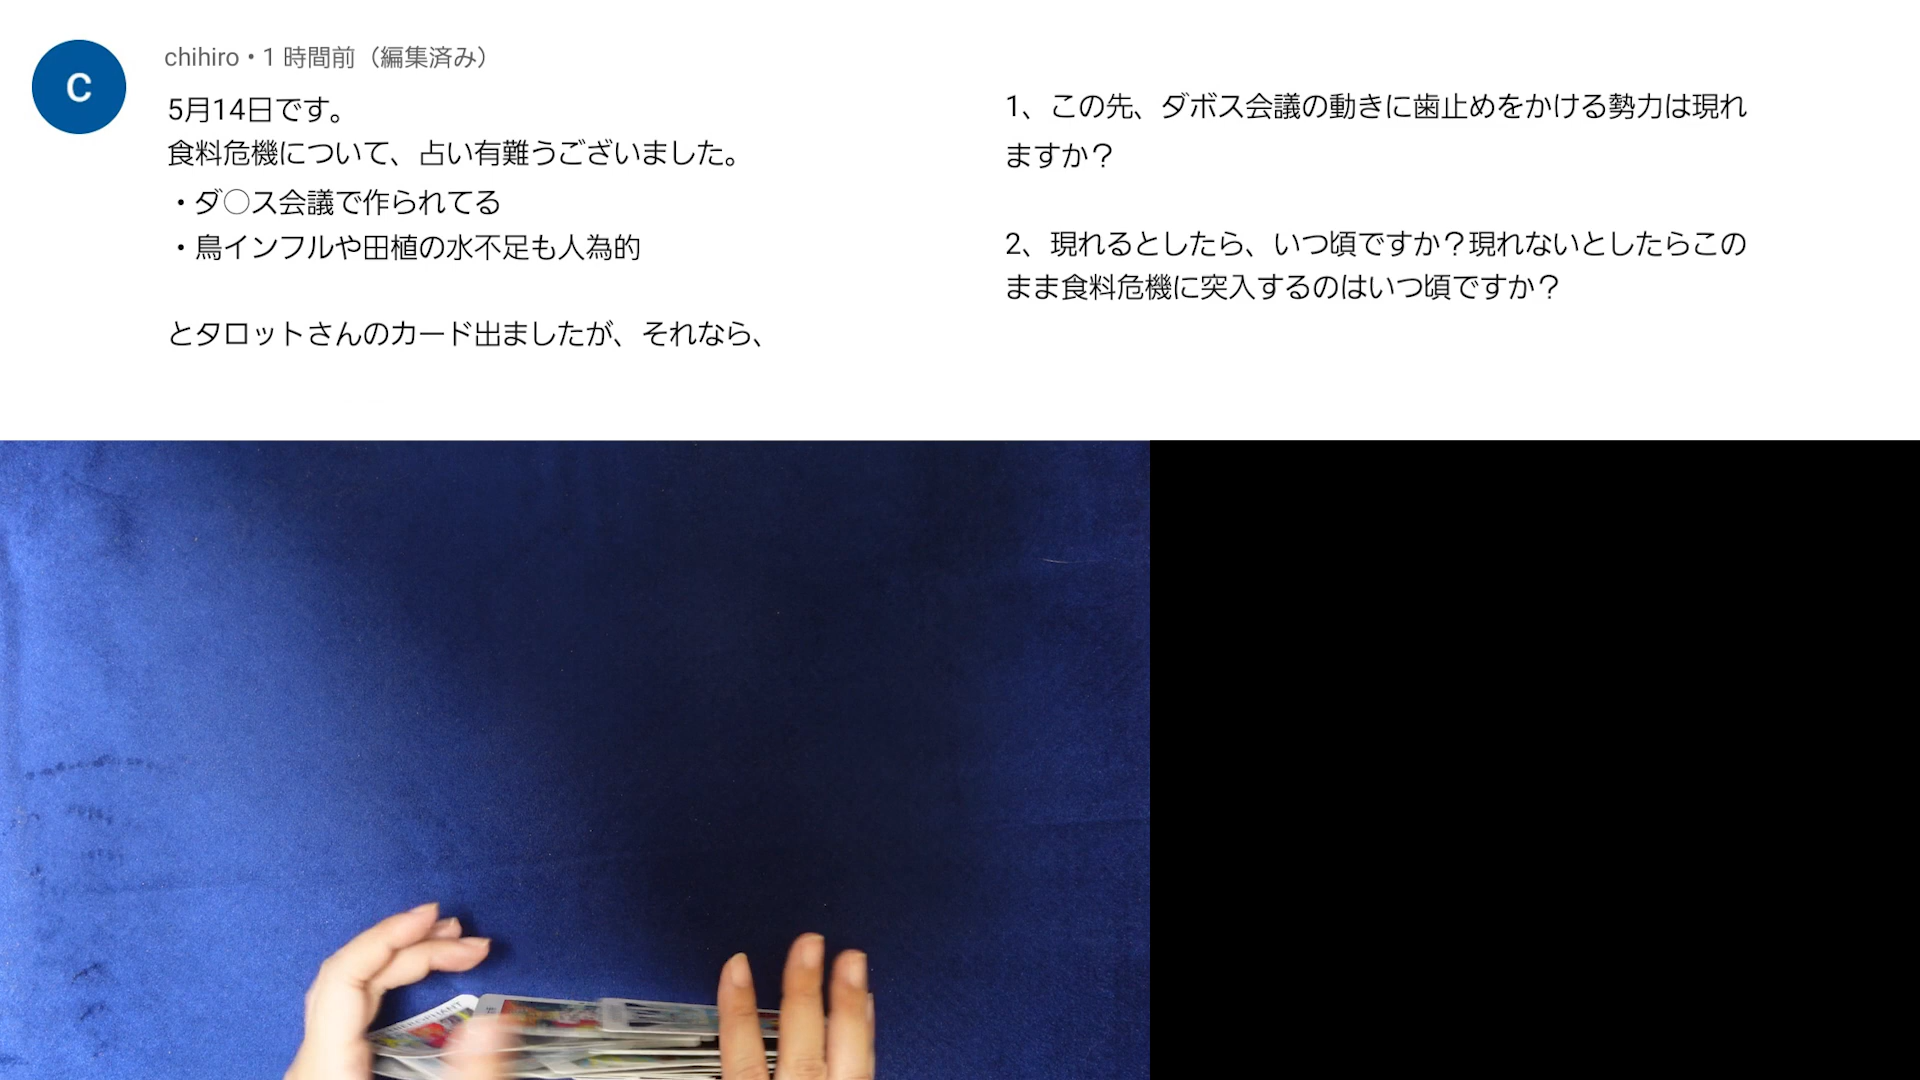 C
chihiro • 1 時間前（編集済み）
5月14日です。
食料危機について、占い有難うございました。
・ダ〇ス会議で作られてる
・鳥インフルや田植の水不足も人為的
とタロットさんのカード出ましたが、それなら、
1、この先、ダボス会議の動きに歯止めをかける勢力は現れ
ますか？
2、現れるとしたら、いつ頃ですか？現れないとしたらこの
まま食料危機に突入するのはいつ頃ですか？